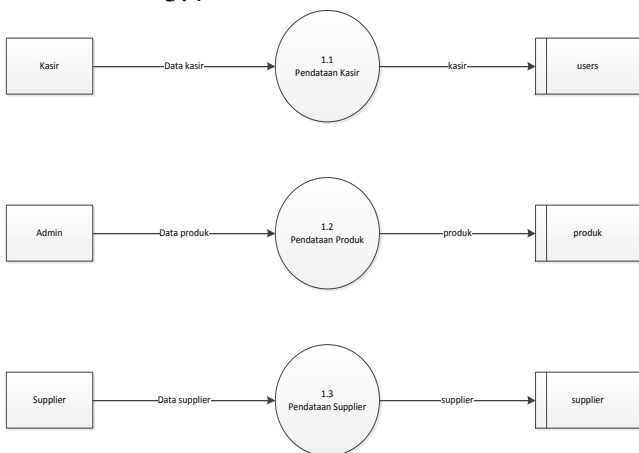 Kasir
Data kasir
1.1
Pendataan Kasir
kasir
users
Admin
Data produk
1.2
Pendataan Produk
produk
produk
Supplier
Data supplier
1.3
Pendataan Supplier
supplier
supplier